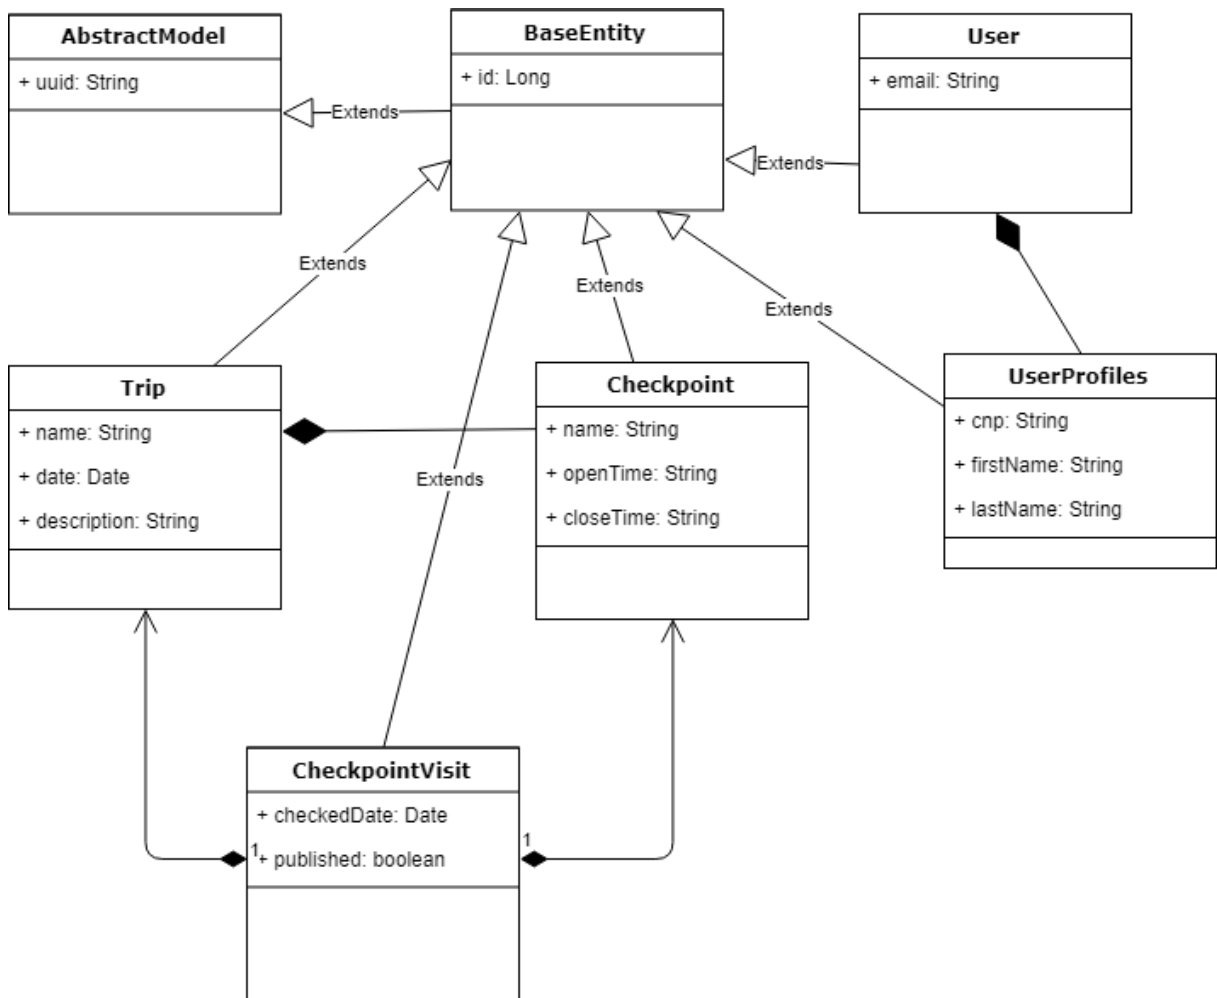 AbstractModel
+ uuid: String
BaseEntity
+ id: Long
User
+ email: String
Extends
Extends
Extends
Extends
Extends
Extends
Trip
+ name: String
+ date: Date
+ description: String
Checkpoint
+ name: String
+ openTime: String
+ closeTime: String
UserProfiles
+ cnp: String
+ firstName: String
+ lastName: String
CheckpointVisit
+ checkedDate: Date
+ published: boolean
1
1